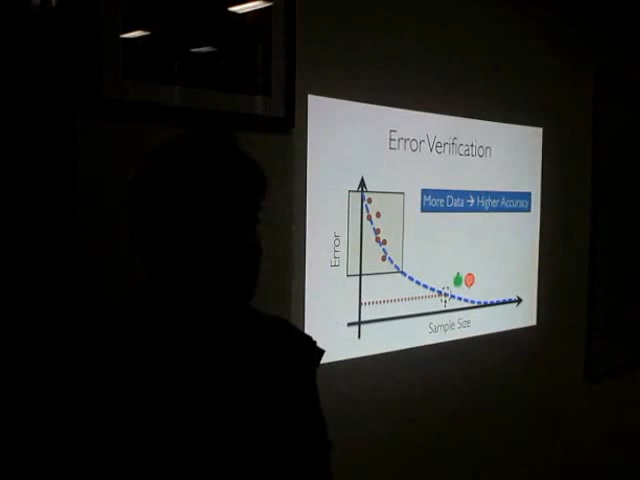 Error Verification
More Data → Higher Accuracy
Error
Sample Size